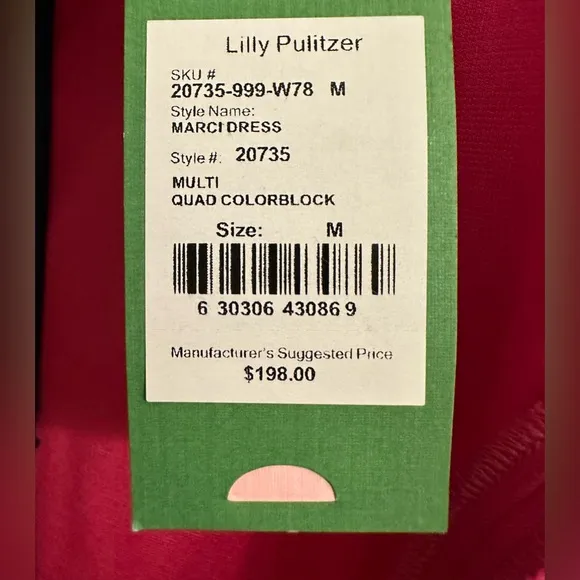 Lilly Pulitzer
SKU #
20735-999-W78 M
Style Name:
MARCI DRESS
Style #: 20735
MULTI
QUAD COLORBLOCK
Size: M
6 30306 43086 9
Manufacturer's Suggested Price
$198.00